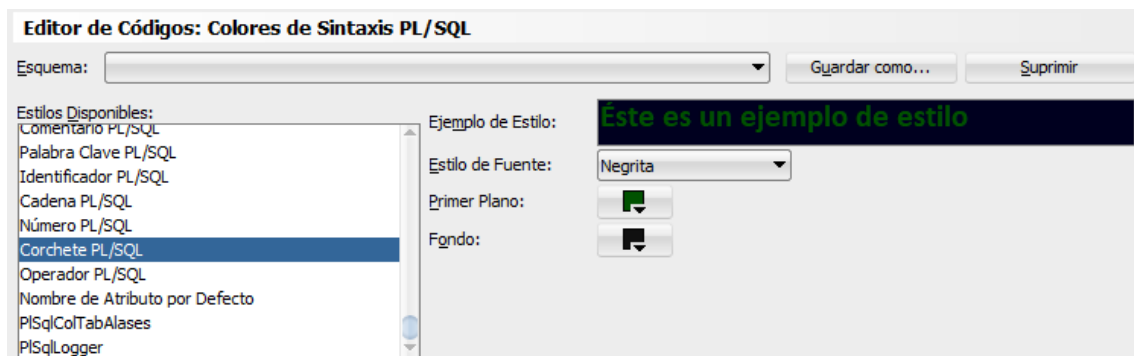 Editor de Códigos: Colores de Sintaxis PL/SQL
Esquema:
Guardar como...
Suprimir
Estilos Disponibles:
Comentario PL/SQL
Palabra Clave PL/SQL
Identificador PL/SQL
Cadena PL/SQL
Número PL/SQL
Corchete PL/SQL
Operador PL/SQL
Nombre de Atributo por Defecto
PlSqlColTabAlases
PlSqlLogger
Ejemplo de Estilo:
Éste es un ejemplo de estilo
Estilo de Fuente:
Negrita
Primer Plano:
Fondo: